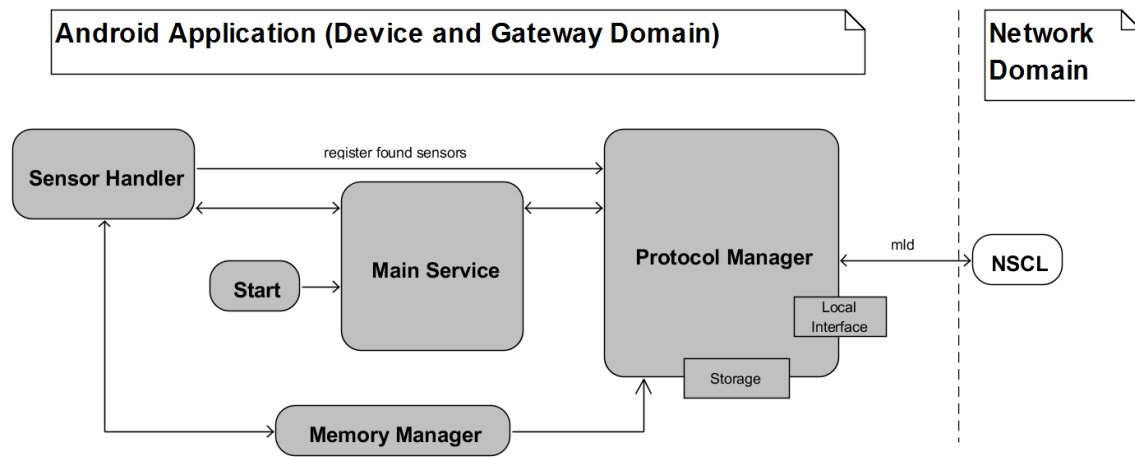 Android Application (Device and Gateway Domain)
Network
Domain
register found sensors
Sensor Handler
Main Service
Protocol Manager
mId
NSCL
Start
Local
Interface
Storage
Memory Manager